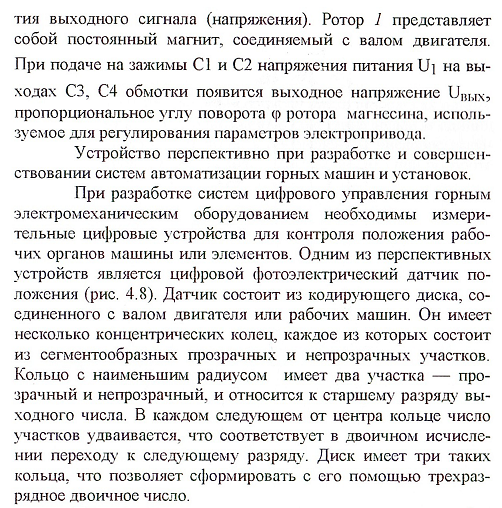 тия выходного сигнала (напряжения). Ротор 1 представляет
собой постоянный магнит, соединяемый с валом двигателя.
При подаче на зажимы С1 и С2 напряжения питания U₁ на вы-
ходах С3, С4 обмотки появится выходное напряжение Uвых,
пропорциональное углу поворота φ ротора магнесина, исполь-
зуемое для регулирования параметров электропривода.
Устройство перспективно при разработке и совершен-
ствовании систем автоматизации горных машин и установок.
При разработке систем цифрового управления горным
электромеханическим оборудованием необходимы измери-
тельные цифровые устройства для контроля положения рабо-
чих органов машины или элементов. Одним из перспективных
устройств является цифровой фотоэлектрический датчик по-
ложения (рис. 4.8). Датчик состоит из кодирующего диска, со-
единенного с валом двигателя или рабочих машин. Он имеет
несколько концентрических колец, каждое из которых состоит
из сегментообразных прозрачных и непрозрачных участков.
Кольцо с наименьшим радиусом имеет два участка — про-
зрачный и непрозрачный, и относится к старшему разряду вы-
ходного числа. В каждом следующем от центра кольце число
участков удваивается, что соответствует в двоичном исчисле-
нии переходу к следующему разряду. Диск имеет три таких
кольца, что позволяет сформировать с его помощью трехраз-
рядное двоичное число.